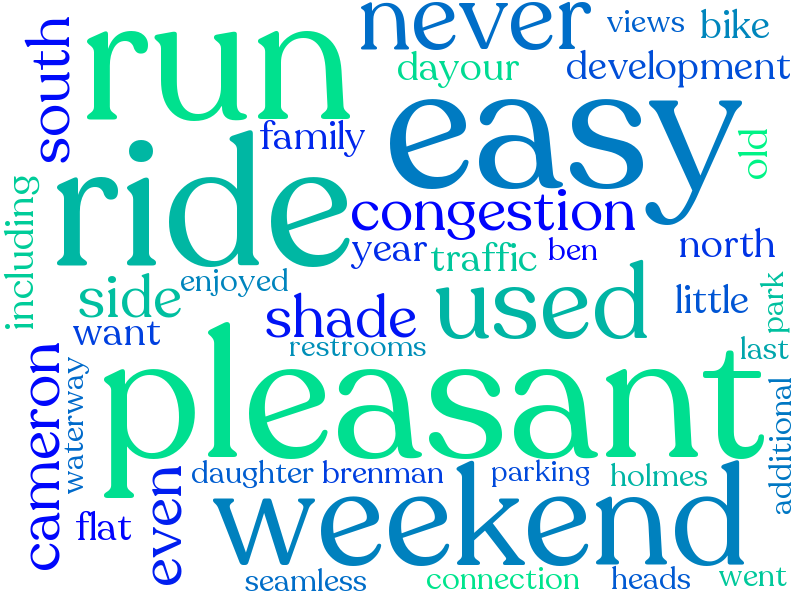 never
views
bike
run
south
dayour
development
easy
family
old
ride
including
congestion
year
traffic
ben
north
side
enjoyed
used
little
park
want
shade
restrooms
last
pleasant
cameron
waterway
additional
even
daughter
brenman
parking
holmes
flat
weekend
seamless
connection
heads
went